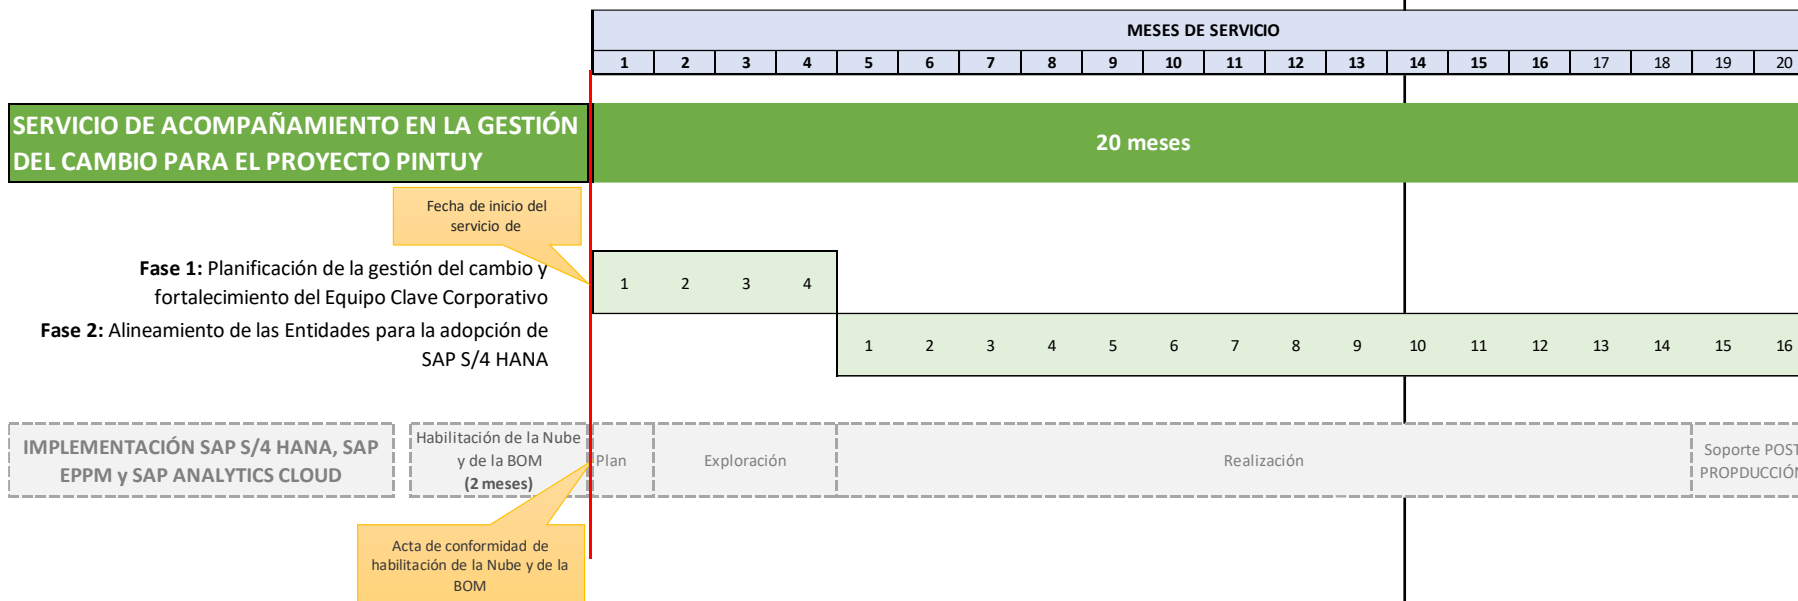 MESES DE SERVICIO
1 2 3 4 5 6 7 8 9 10 11 12 13 14 15 16 17 18 19 20
SERVICIO DE ACOMPAÑAMIENTO EN LA GESTIÓN
DEL CAMBIO PARA EL PROYECTO PINTUY
20 meses
Fecha de inicio del
servicio de
Fase 1: Planificación de la gestión del cambio y
fortalecimiento del Equipo Clave Corporativo
1 2 3 4
Fase 2: Alineamiento de las Entidades para la adopción de
SAP S/4 HANA
1 2 3 4 5 6 7 8 9 10 11 12 13 14 15 16
IMPLEMENTACIÓN SAP S/4 HANA, SAP
EPPM y SAP ANALYTICS CLOUD
Habilitación de la Nube
y de la BOM
(2 meses)
Plan
Exploración
Realización
Soporte POST
PROPDUCCIÓN
Acta de conformidad de
habilitación de la Nube y de la
BOM